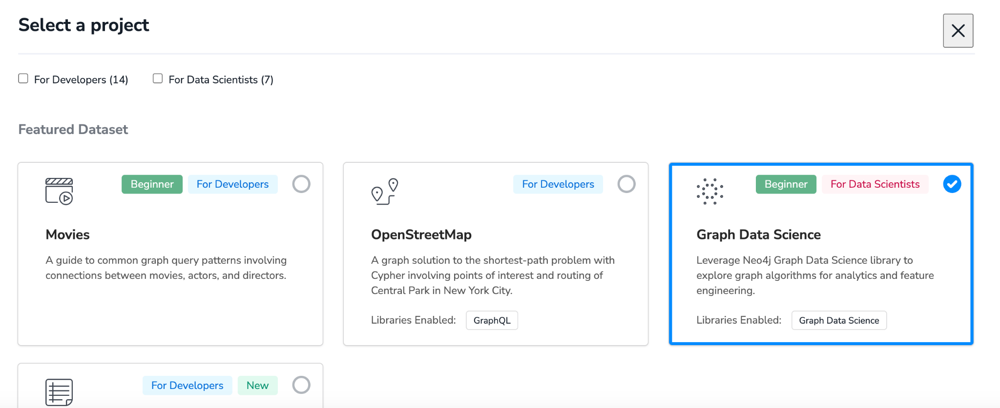 Select a project
For Developers (14)
For Data Scientists (7)
Featured Dataset
Beginner
For Developers
Movies
A guide to common graph query patterns involving
connections between movies, actors, and directors.
For Developers
OpenStreetMap
A graph solution to the shortest-path problem with
Cypher involving points of interest and routing of
Central Park in New York City.
Libraries Enabled:
GraphQL
Beginner
For Data Scientists
Graph Data Science
Leverage Neo4j Graph Data Science library to
explore graph algorithms for analytics and feature
engineering.
Libraries Enabled:
Graph Data Science
For Developers
New